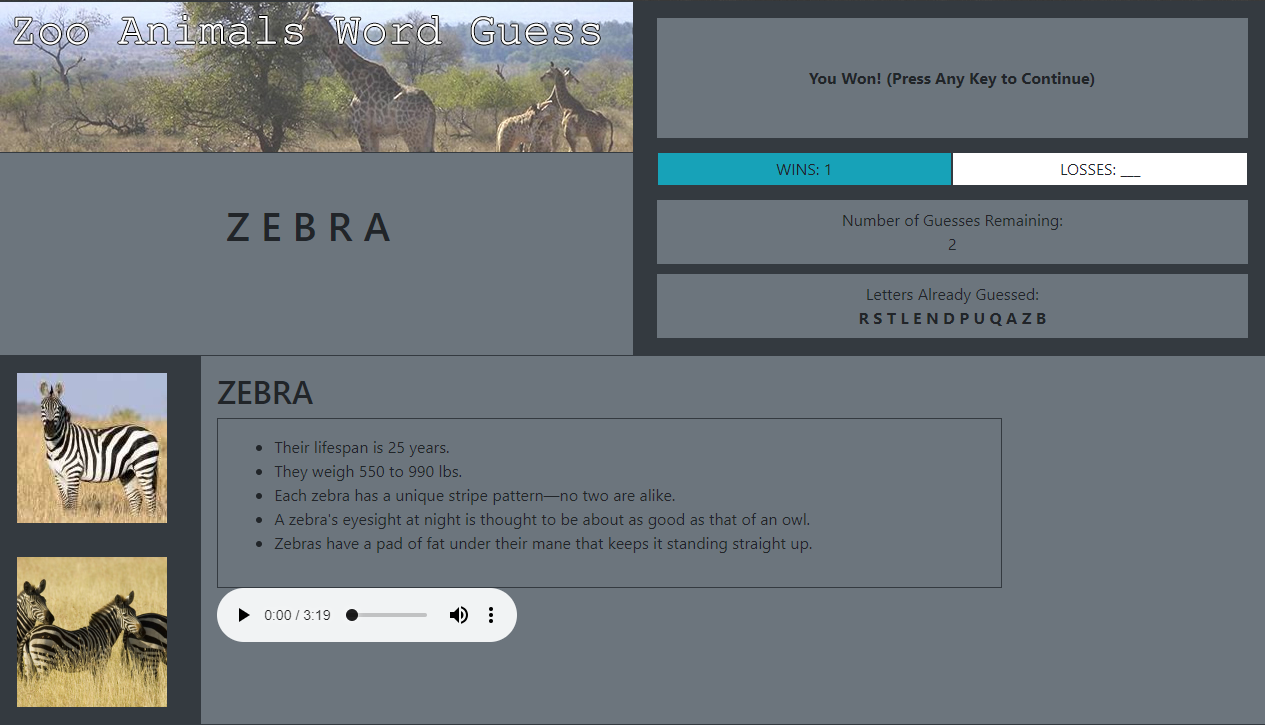 Zoo Animals Word Guess
Z E B R A
You Won! (Press Any Key to Continue)
WINS: 1
LOSSES: ___
Number of Guesses Remaining:
2
Letters Already Guessed:
R S T L E N D P U Q A Z B
ZEBRA
• Their lifespan is 25 years.
• They weigh 550 to 990 lbs.
• Each zebra has a unique stripe pattern—no two are alike.
• A zebra's eyesight at night is thought to be about as good as that of an owl.
• Zebras have a pad of fat under their mane that keeps it standing straight up.
0:00 / 3:19